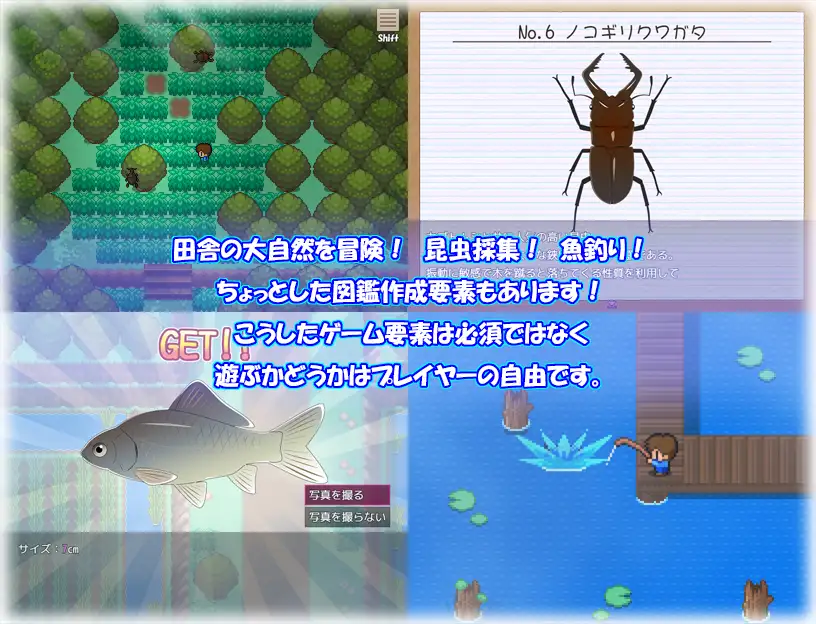 Shift
No.6 ノコギリクワガタ
田舎の大自然を冒険！ 昆虫採集！ 魚釣り！
ある。
振動に敏感で木を蹴ると落ちてくる性質を利用して
ちょっとした図鑑作成要素もあります！
GET!!
こうしたゲーム要素は必須ではなく
遊ぶかどうかはプレイヤーの自由です。
写真を撮る
写真を撮らない
サイズ：7cm